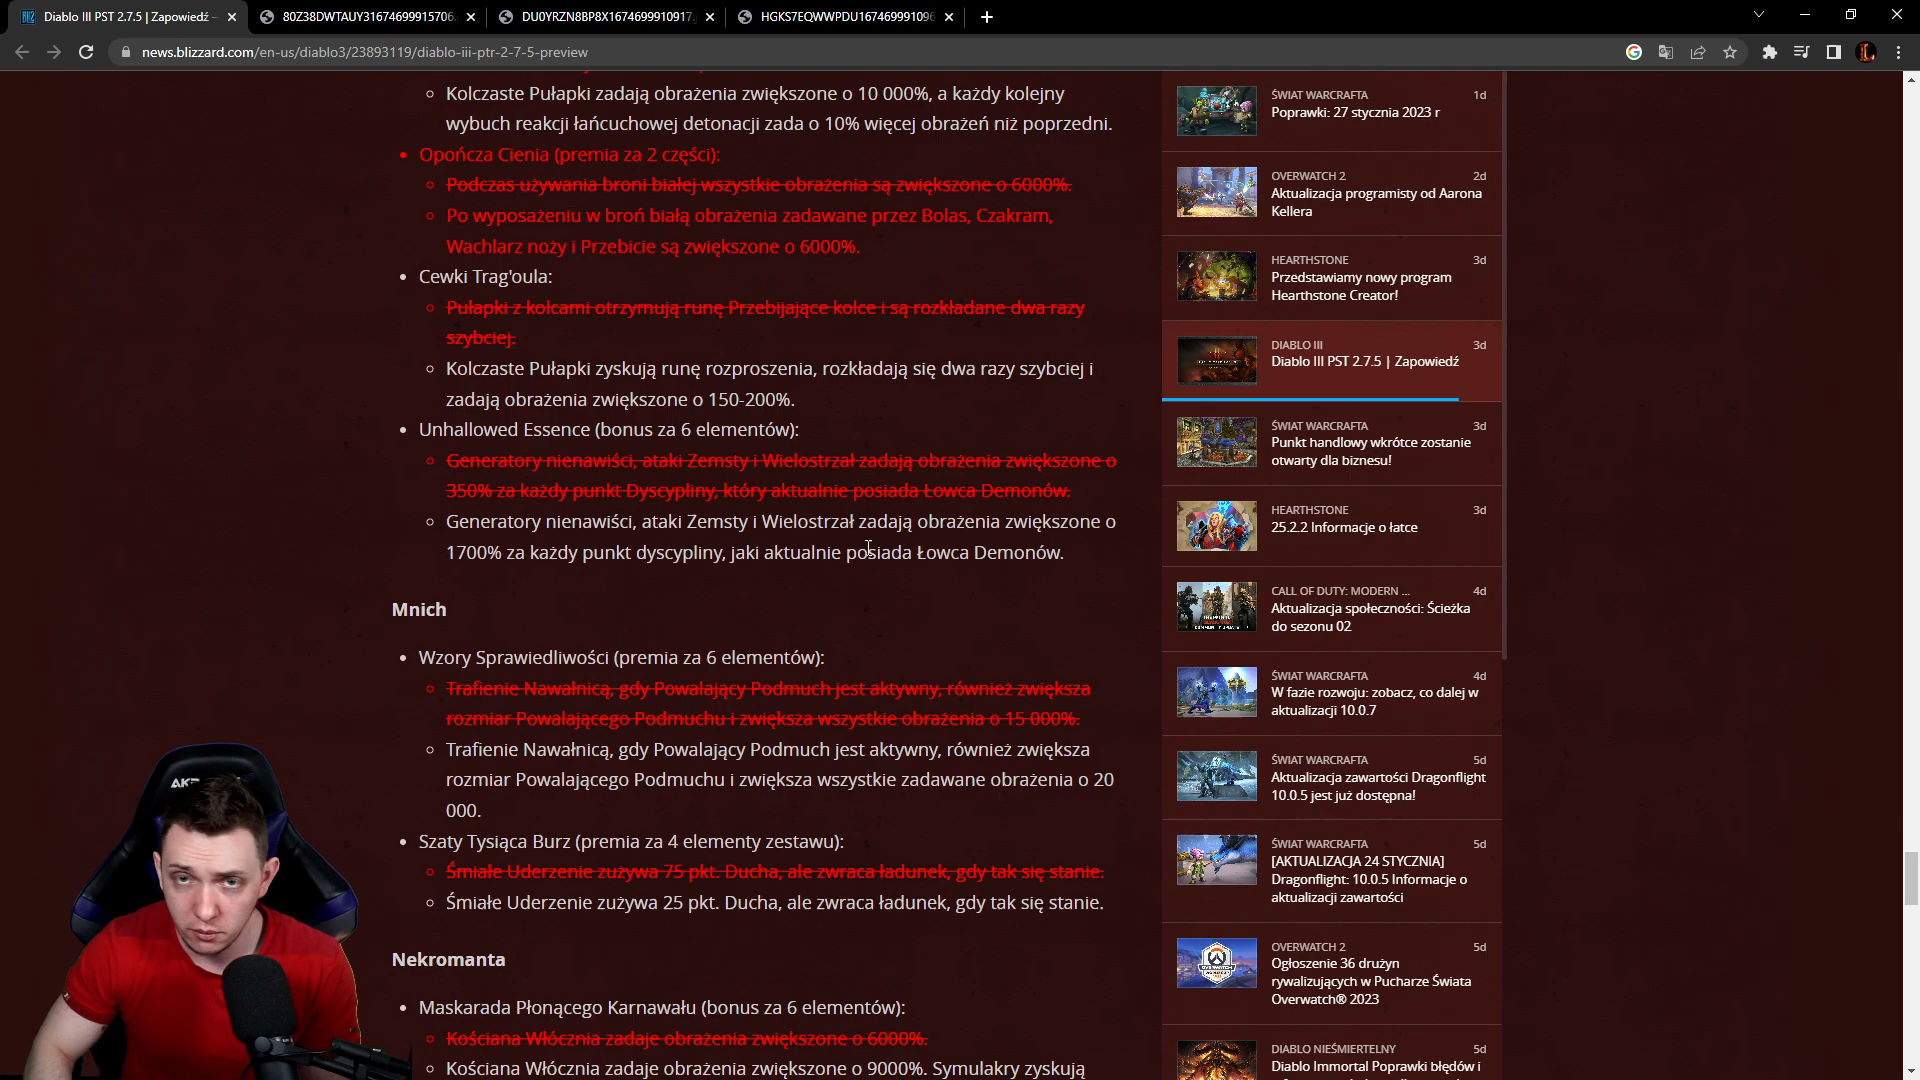 Diablo III PST 2.7.5 | Zapowiedź –
80Z38DWTAUY31674699915706.
DU0YRZN8BP8X1674699910917.
HGKS7EQWWPDU167469991096
news.blizzard.com/en-us/diablo3/23893119/diablo-iii-ptr-2-7-5-preview
Kolczaste Pułapki zadają obrażenia zwiększone o 10 000%, a każdy kolejny
wybuch reakcji łańcuchowej detonacji zada o 10% więcej obrażeń niż poprzedni.
Opończa Cienia (premia za 2 części):
Podczas używania broni białej wszystkie obrażenia są zwiększone o 6000%.
Po wyposażeniu w broń białą obrażenia zadawane przez Bolas, Czakram,
Wachlarz noży i Przebicie są zwiększone o 6000%.
Cewki Trag'oula:
Pułapki z kolcami otrzymują runę Przebijające kolce i są rozkładane dwa razy
szybciej.
Kolczaste Pułapki zyskują runę rozproszenia, rozkładają się dwa razy szybciej i
zadają obrażenia zwiększone o 150-200%.
Unhallowed Essence (bonus za 6 elementów):
Generatory nienawiści, ataki Zemsty i Wielostrzał zadają obrażenia zwiększone o
350% za każdy punkt Dyscypliny, który aktualnie posiada Łowca Demonów.
Generatory nienawiści, ataki Zemsty i Wielostrzał zadają obrażenia zwiększone o
1700% za każdy punkt dyscypliny, jaki aktualnie posiada Łowca Demonów.
Mnich
Wzory Sprawiedliwości (premia za 6 elementów):
Trafienie Nawałnicą, gdy Powalający Podmuch jest aktywny, również zwiększa
rozmiar Powalającego Podmuchu i zwiększa wszystkie obrażenia o 15 000%.
Trafienie Nawałnicą, gdy Powalający Podmuch jest aktywny, również zwiększa
rozmiar Powalającego Podmuchu i zwiększa wszystkie zadawane obrażenia o 20
000.
Szaty Tysiąca Burz (premia za 4 elementy zestawu):
Śmiałe Uderzenie zużywa 75 pkt. Ducha, ale zwraca ładunek, gdy tak się stanie.
Śmiałe Uderzenie zużywa 25 pkt. Ducha, ale zwraca ładunek, gdy tak się stanie.
Nekromanta
Maskarada Płonącego Karnawału (bonus za 6 elementów):
Kościana Włócznia zadaje obrażenia zwiększone o 6000%.
Kościana Włócznia zadaje obrażenia zwiększone o 9000%. Symulakry zyskują
ŚWIAT WARCRAFTA 1d
Poprawki: 27 stycznia 2023 r
OVERWATCH 2 2d
Aktualizacja programisty od Aarona
Kellera
HEARTHSTONE 3d
Przedstawiamy nowy program
Hearthstone Creator!
DIABLO III 3d
Diablo III PST 2.7.5 | Zapowiedź
ŚWIAT WARCRAFTA 3d
Punkt handlowy wkrótce zostanie
otwarty dla biznesu!
HEARTHSTONE 3d
25.2.2 Informacje o łatce
CALL OF DUTY: MODERN ... 4d
Aktualizacja społeczności: Ścieżka
do sezonu 02
ŚWIAT WARCRAFTA 4d
W fazie rozwoju: zobacz, co dalej w
aktualizacji 10.0.7
ŚWIAT WARCRAFTA 5d
Aktualizacja zawartości Dragonflight
10.0.5 jest już dostępna!
ŚWIAT WARCRAFTA 5d
[AKTUALIZACJA 24 STYCZNIA]
Dragonflight: 10.0.5 Informacje o
aktualizacji zawartości
OVERWATCH 2 5d
Ogłoszenie 36 drużyn
rywalizujących w Pucharze Świata
Overwatch® 2023
DIABLO NIEŚMIERTELNY 5d
Diablo Immortal Poprawki błędów i